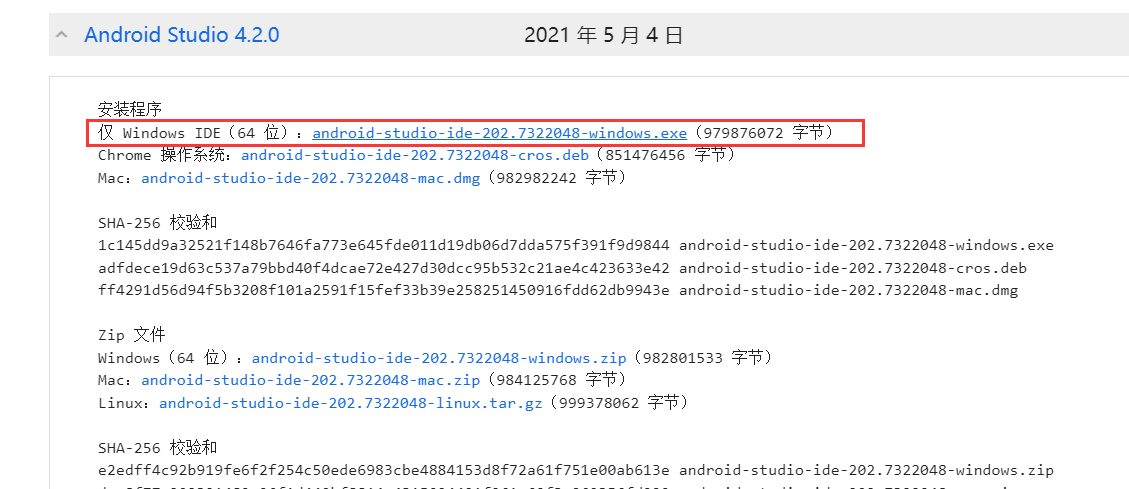 Android Studio 4.2.0 2021 年 5 月 4 日
安装程序
仅 Windows IDE（64 位）：android-studio-ide-202.7322048-windows.exe（979876072 字节）
Chrome 操作系统：android-studio-ide-202.7322048-cros.deb（851476456 字节）
Mac：android-studio-ide-202.7322048-mac.dmg（982982242 字节）
SHA-256 校验和
1c145dd9a32521f148b7646fa773e645fde011d19db06d7dda575f391f9d9844 android-studio-ide-202.7322048-windows.exe
adfdece19d63c537a79bbd40f4dcae72e427d30dcc95b532c21ae4c423633e42 android-studio-ide-202.7322048-cros.deb
ff4291d56d94f5b3208f101a2591f15fef33b39e258251450916fdd62db9943e android-studio-ide-202.7322048-mac.dmg
Zip 文件
Windows（64 位）：android-studio-ide-202.7322048-windows.zip（982801533 字节）
Mac：android-studio-ide-202.7322048-mac.zip（984125768 字节）
Linux：android-studio-ide-202.7322048-linux.tar.gz（999378062 字节）
SHA-256 校验和
e2edff4c92b919fe6f2f254c50ede6983cbe4884153d8f72a61f751e00ab613e android-studio-ide-202.7322048-windows.zip